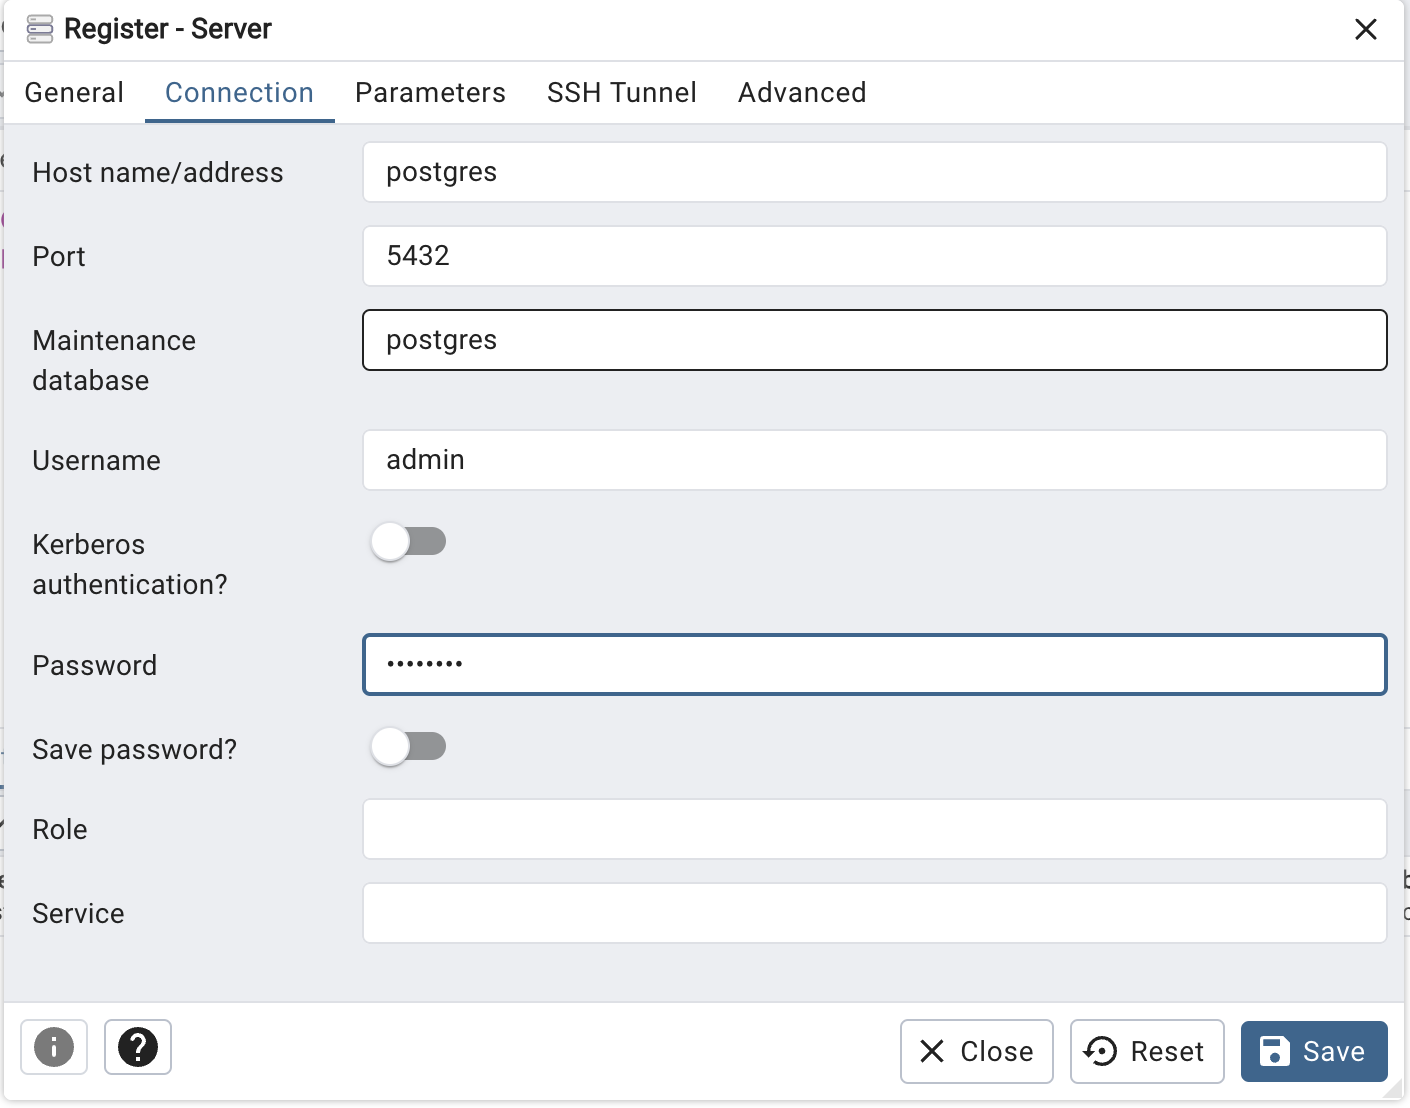 Register - Server
General Connection Parameters SSH Tunnel Advanced
Host name/address postgres
Port 5432
Maintenance postgres
database
Username admin
Kerberos
authentication?
Password ••••••••
Save password?
Role
Service
Close Reset Save